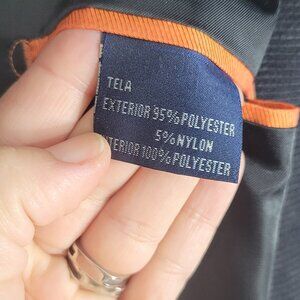 TELA
EXTERIOR 95%POLYESTER
5%NYLON
TERIOR 100%POLYESTER